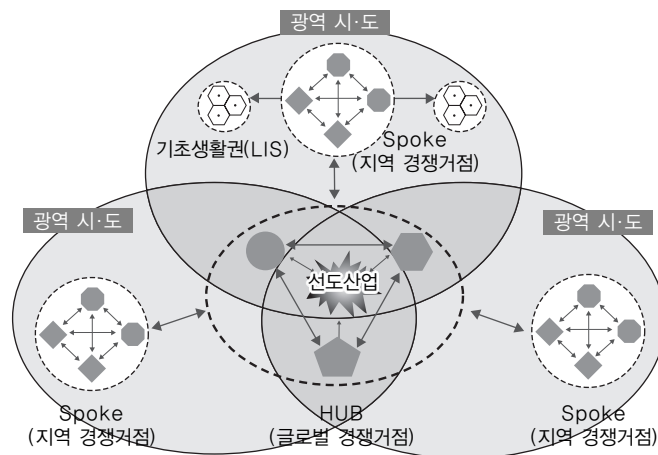 광역 시·도
기초생활권(LIS)
Spoke
(지역 경쟁거점)
광역 시·도
광역 시·도
선도산업
Spoke
(지역 경쟁거점)
HUB
(글로벌 경쟁거점)
Spoke
(지역 경쟁거점)